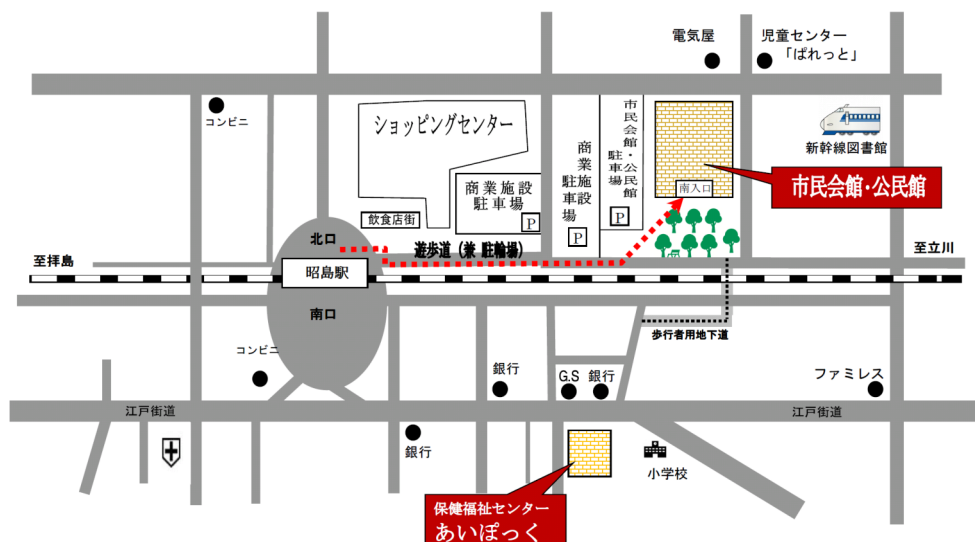 電気屋
児童センター
「ぱれっと」
コンビニ
ショッピングセンター
商業施設
駐車場
P
飲食店街
商業施設
駐車場
P
市民会館・公民館
駐車場
P
南入口
新幹線図書館
市民会館・公民館
北口
遊歩道（兼 駐輪場）
至拝島
至立川
昭島駅
南口
歩行者用地下道
コンビニ
銀行
G.S
銀行
ファミレス
江戸街道
江戸街道
銀行
小学校
保健福祉センター
あいぽっく